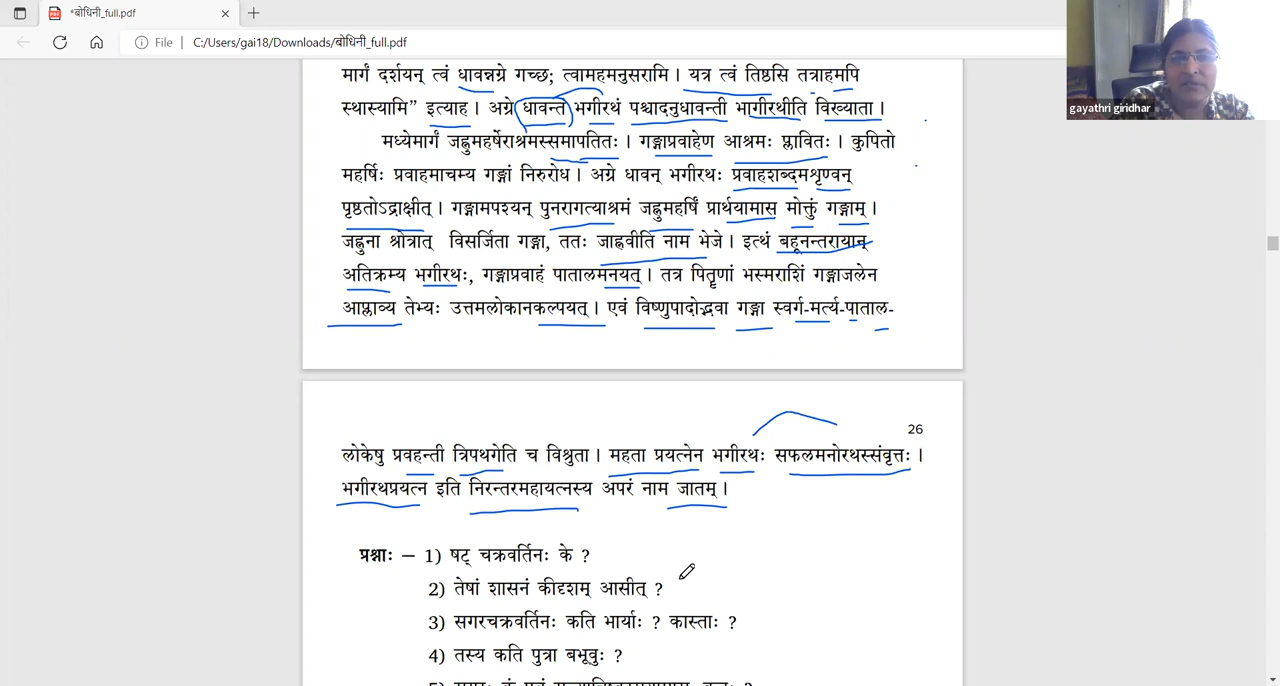 *बोधिनी_full.pdf
File
C:/Users/gai18/Downloads/बोधिनी_full.pdf
gayathri giridhar
मार्गं दर्शयन् त्वं धावन्नग्रे गच्छ; त्वामहमनुसरामि । यत्र त्वं तिष्ठसि तत्राहमपि
स्थास्यामि” इत्याह । अग्रे धावन्तं भगीरथं पश्चादनुधावन्ती भागीरथीति विख्याता ।
मध्येमार्गं जह्नुमहर्षेराश्रमस्समापतितः । गङ्गाप्रवाहेण आश्रमः प्लावितः । कुपितो
महर्षिः प्रवाहमाचम्य गङ्गां निरुरोध । अग्रे धावन् भगीरथः प्रवाहशब्दमशृण्वन्
पृष्ठतोऽद्राक्षीत् । गङ्गामपश्यन् पुनरागत्याश्रमं जह्नुमहर्षिं प्रार्थयामास मोक्तुं गङ्गाम् ।
जह्नुना श्रोत्रात् विसर्जिता गङ्गा, ततः जाह्नवीति नाम भेजे । इत्थं बहूनन्तरायान्
अतिक्रम्य भगीरथः, गङ्गाप्रवाहं पातालमनयत् । तत्र पितॄणां भस्मराशिं गङ्गाजलेन
आप्लाव्य तेभ्यः उत्तमलोकानकल्पयत् । एवं विष्णुपादोद्भवा गङ्गा स्वर्ग-मर्त्य-पाताल-
26
लोकेषु प्रवहन्ती त्रिपथगेति च विश्रुता । महता प्रयत्नेन भगीरथः सफलमनोरथस्संवृत्तः ।
भगीरथप्रयत्न इति निरन्तरमहायत्नस्य अपरं नाम जातम् ।
प्रश्नाः – 1) षट् चक्रवर्तिनः के ?
2) तेषां शासनं कीदृशम् आसीत् ?
3) सगरचक्रवर्तिनः कति भार्याः ? कास्ताः ?
4) तस्य कति पुत्रा बभूवुः ?